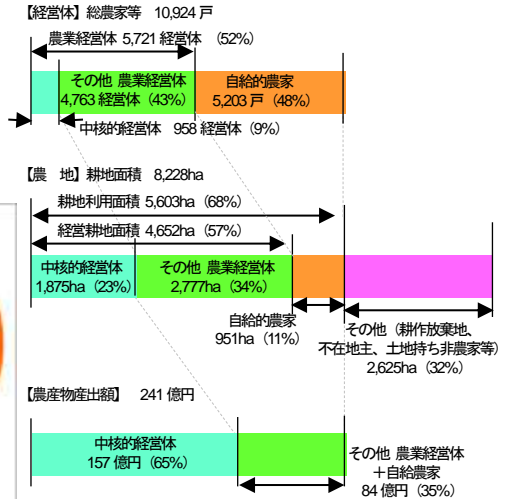 【経営体】総農家等 10,924 戸
農業経営体 5,721 経営体 （52%）
その他 農業経営体
4,763 経営体（43%）
自給的農家
5,203 戸（48%）
中核的経営体 958 経営体（9%）
【農 地】耕地面積 8,228ha
耕地利用面積 5,603ha（68%）
経営耕地面積 4,652ha（57%）
中核的経営体
1,875ha（23%）
その他 農業経営体
2,777ha（34%）
自給的農家
951ha（11%）
その他（耕作放棄地、
不在地主、土地持ち非農家等）
2,625ha（32%）
【農産物産出額】 241 億円
中核的経営体
157 億円（65%）
その他 農業経営体
＋自給農家
84 億円（35%）